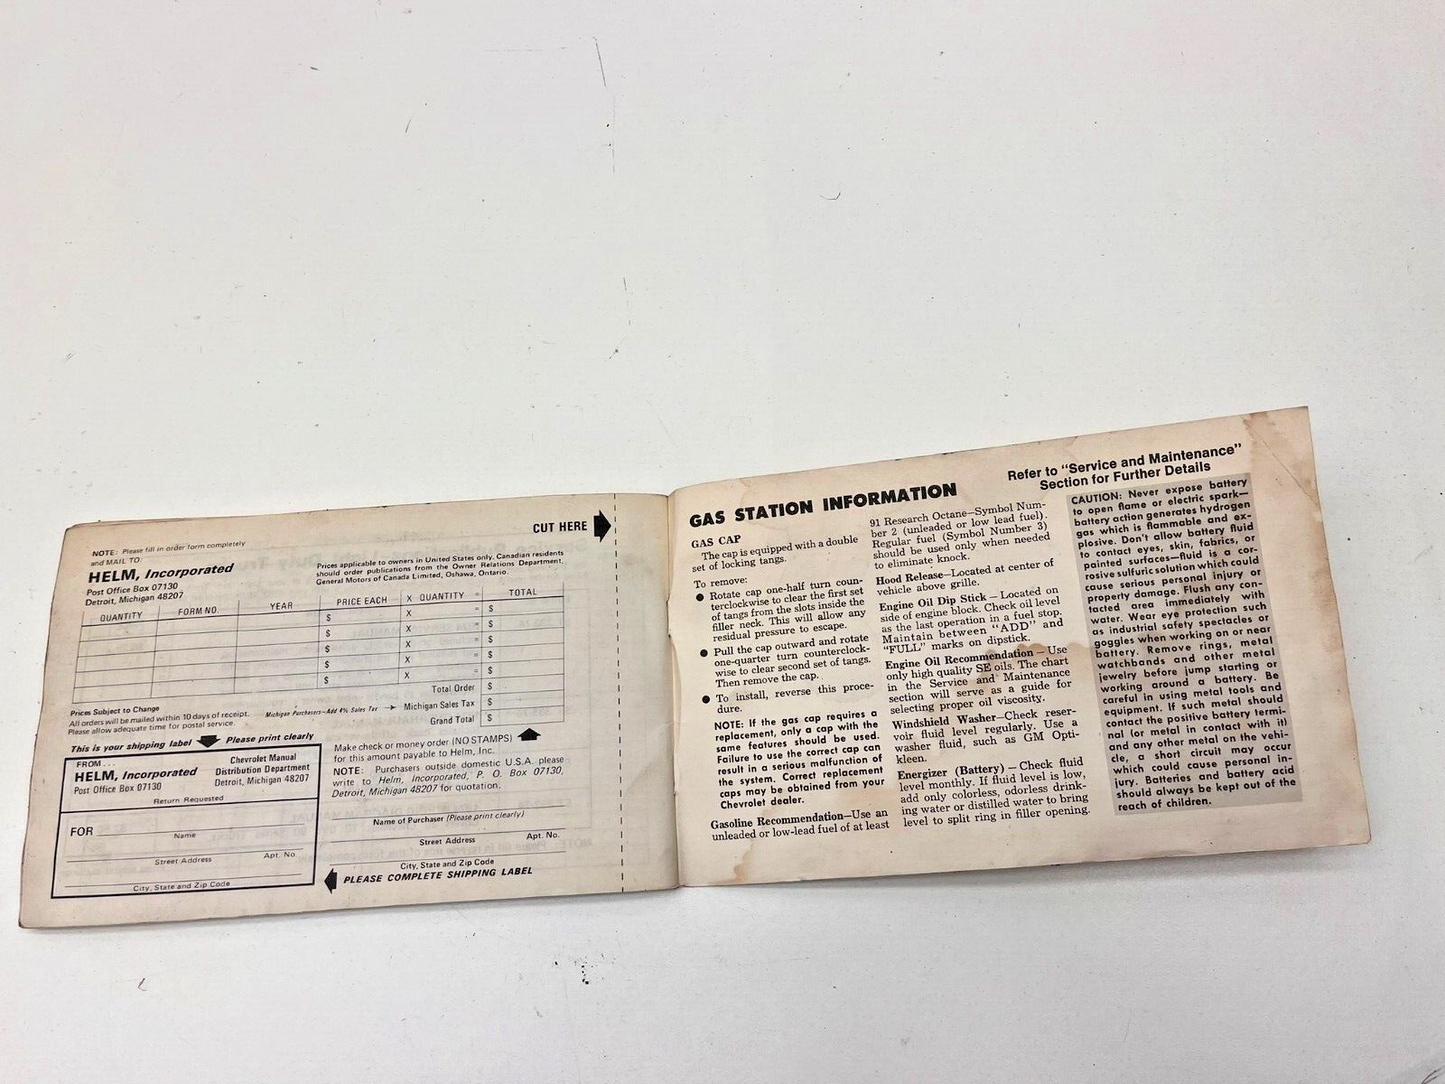 CUT HERE
NOTE: Please fill in order form completely
and MAIL TO:
HELM, Incorporated
Post Office Box 07130
Detroit, Michigan 48207
Prices applicable to owners in United States only. Canadian residents
should order publications from the Owner Relations Department,
General Motors of Canada Limited, Oshawa, Ontario.
QUANTITY FORM NO. YEAR PRICE EACH X QUANTITY = TOTAL
$ X = $
$ X = $
$ X = $
$ X = $
$ X = $
Total Order $
Michigan Purchasers—Add 4% Sales Tax Michigan Sales Tax $
Grand Total $
Prices Subject to Change
All orders will be mailed within 10 days of receipt.
Please allow adequate time for postal service.
This is your shipping label Please print clearly
FROM . . .
HELM, Incorporated
Post Office Box 07130
Chevrolet Manual
Distribution Department
Detroit, Michigan 48207
Return Requested
FOR
Name
Street Address Apt. No.
City, State and Zip Code
Make check or money order (NO STAMPS)
for this amount payable to Helm, Inc.
NOTE: Purchasers outside domestic U.S.A. please
write to Helm, Incorporated, P. O. Box 07130,
Detroit, Michigan 48207 for quotation.
Name of Purchaser (Please print clearly)
Street Address Apt. No.
City, State and Zip Code
PLEASE COMPLETE SHIPPING LABEL
GAS STATION INFORMATION
Refer to "Service and Maintenance"
Section for Further Details
GAS CAP
The cap is equipped with a double
set of locking tangs.
To remove:
● Rotate cap one-half turn coun-
terclockwise to clear the first set
of tangs from the slots inside the
filler neck. This will allow any
residual pressure to escape.
● Pull the cap outward and rotate
one-quarter turn counterclock-
wise to clear second set of tangs.
Then remove the cap.
● To install, reverse this proce-
dure.
NOTE: If the gas cap requires a
replacement, only a cap with the
same features should be used.
Failure to use the correct cap can
result in a serious malfunction of
the system. Correct replacement
caps may be obtained from your
Chevrolet dealer.
Gasoline Recommendation—Use an
unleaded or low-lead fuel of at least
91 Research Octane—Symbol Num-
ber 2 (unleaded or low lead fuel).
Regular fuel (Symbol Number 3)
should be used only when needed
to eliminate knock.
Hood Release—Located at center of
vehicle above grille.
Engine Oil Dip Stick — Located on
side of engine block. Check oil level
as the last operation in a fuel stop.
Maintain between "ADD" and
"FULL" marks on dipstick.
Engine Oil Recommendation — Use
only high quality SE oils. The chart
in the Service and Maintenance
section will serve as a guide for
selecting proper oil viscosity.
Windshield Washer—Check reser-
voir fluid level regularly. Use a
washer fluid, such as GM Opti-
kleen.
Energizer (Battery) — Check fluid
level monthly. If fluid level is low,
add only colorless, odorless drink-
ing water or distilled water to bring
level to split ring in filler opening.
CAUTION: Never expose battery
to open flame or electric spark—
battery action generates hydrogen
gas which is flammable and ex-
plosive. Don't allow battery fluid
to contact eyes, skin, fabrics, or
painted surfaces—fluid is a cor-
rosive sulfuric solution which could
cause serious personal injury or
property damage. Flush any con-
tacted area immediately with
water. Wear eye protection such
as industrial safety spectacles or
goggles when working on or near
battery. Remove rings, metal
watchbands and other metal
jewelry before jump starting or
working around a battery. Be
careful in using metal tools and
equipment. If such metal should
contact the positive battery termi-
nal (or metal in contact with it)
and any other metal on the vehi-
cle, a short circuit may occur
which could cause personal in-
jury. Batteries and battery acid
should always be kept out of the
reach of children.